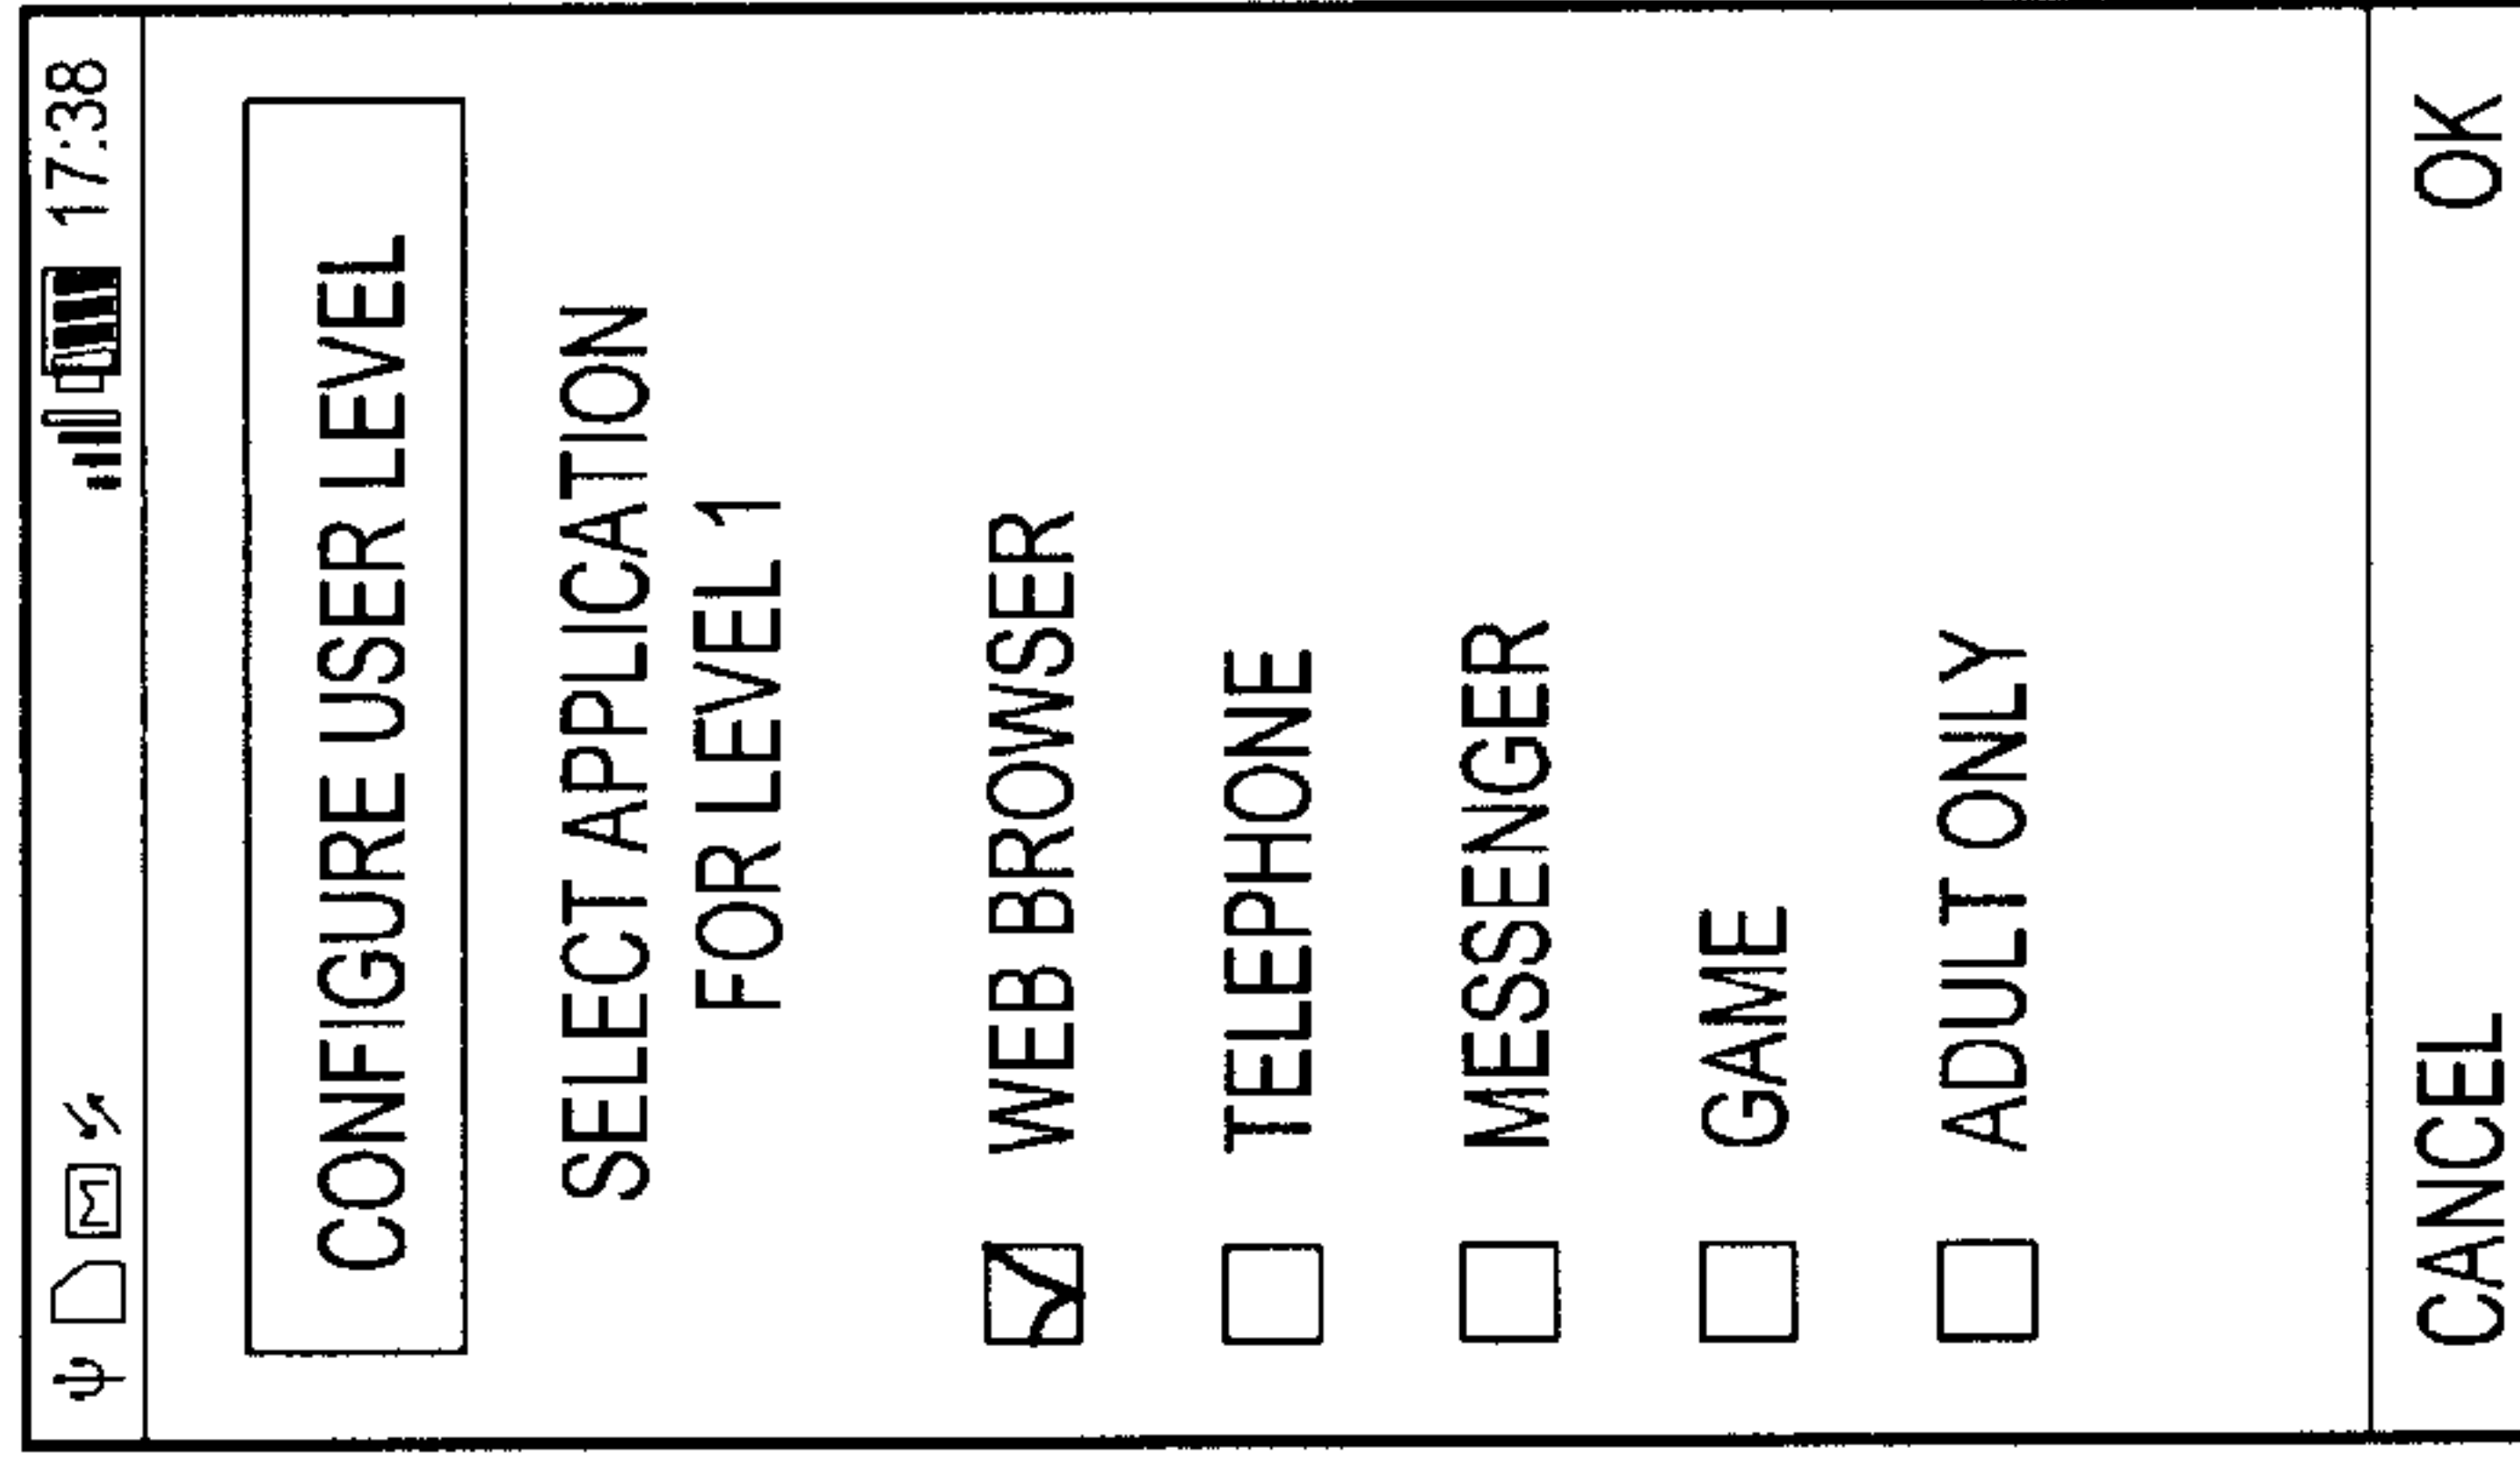 17:38
CONFIGURE USER LEVEL
SELECT APPLICATION
FOR LEVEL 1
WEB BROWSER
TELEPHONE
MESSENGER
GAME
ADULT ONLY
CANCEL OK